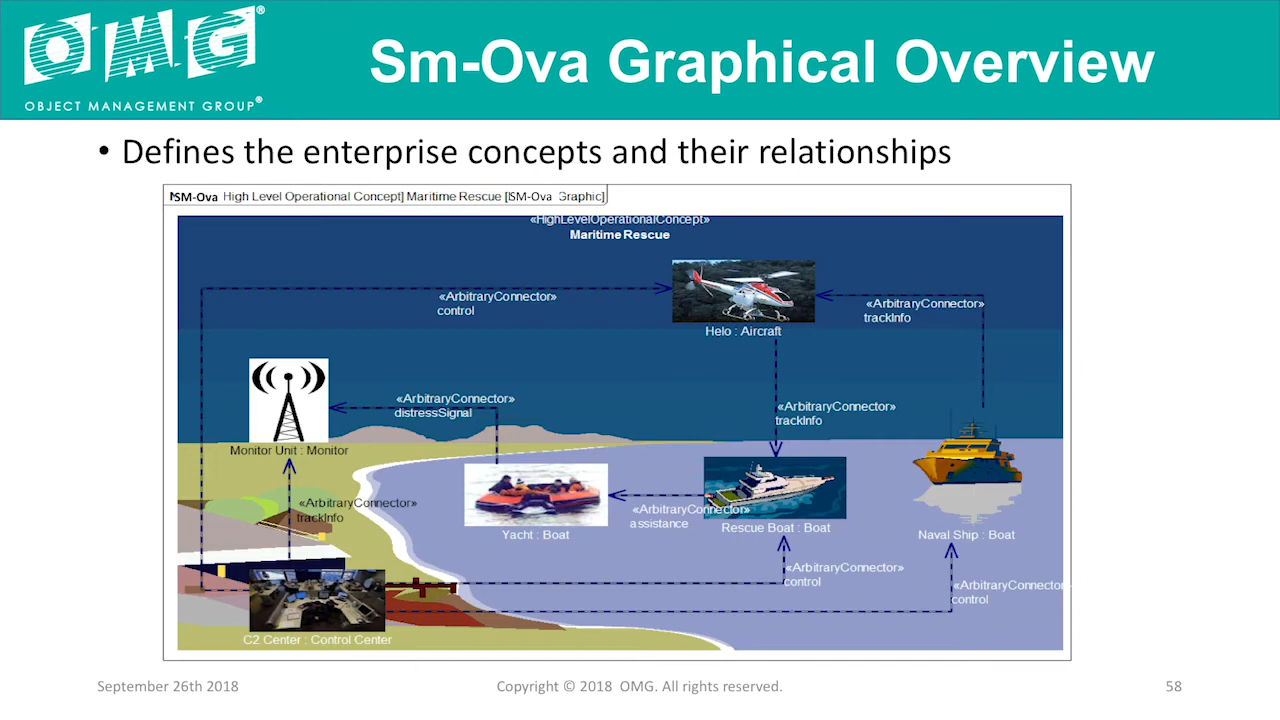 OMG®
OBJECT MANAGEMENT GROUP®
Sm-Ova Graphical Overview
• Defines the enterprise concepts and their relationships
SM-Ova High Level Operational Concept] Maritime Rescue [SM-Ova Graphic]
«HighLevelOperationalConcept»
Maritime Rescue
«ArbitraryConnector»
control
«ArbitraryConnector»
trackInfo
Helo : Aircraft
«ArbitraryConnector»
distressSignal
«ArbitraryConnector»
trackInfo
Monitor Unit : Monitor
«ArbitraryConnector»
trackInfo
«ArbitraryConnector»
assistance
Yacht : Boat
Rescue Boat : Boat
Naval Ship : Boat
«ArbitraryConnector»
control
«ArbitraryConnector
control
C2 Center : Control Center
September 26th 2018
Copyright © 2018 OMG. All rights reserved.
58